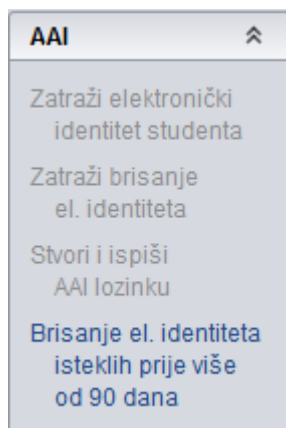 AAI
Zatraži elektronički
identitet studenta
Zatraži brisanje
el. identiteta
Stvori i ispiši
AAI lozinku
Brisanje el. identiteta
isteklih prije više
od 90 dana